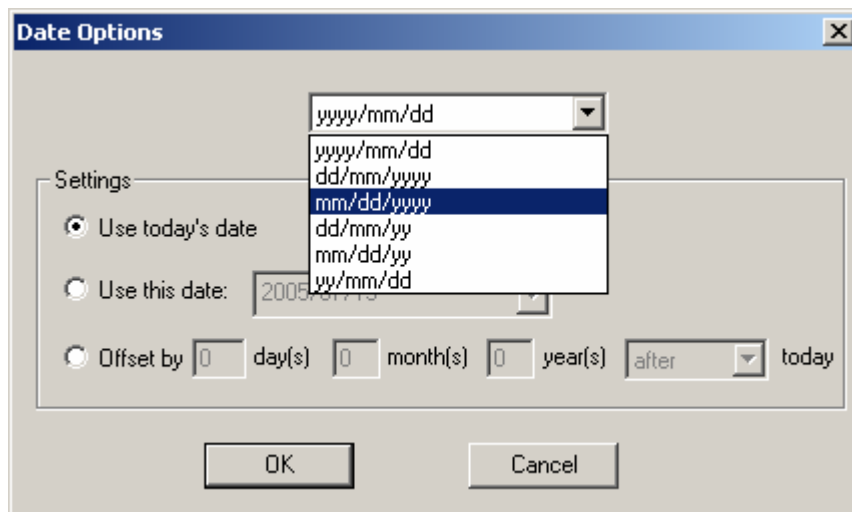 Date Options
yyyy/mm/dd
yyyy/mm/dd
dd/mm/yyyy
mm/dd/yyyy
dd/mm/yy
mm/dd/yy
yy/mm/dd
Settings
Use today's date
Use this date:
Offset by 0 day(s) 0 month(s) 0 year(s) after today
OK Cancel